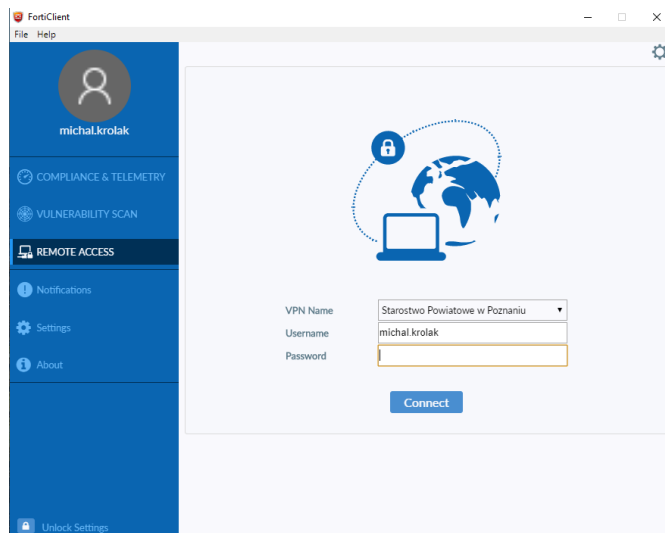 FortiClient
File Help
michal.krolak
COMPLIANCE & TELEMETRY
VULNERABILITY SCAN
REMOTE ACCESS
Notifications
Settings
About
Unlock Settings
VPN Name
Starostwo Powiatowe w Poznaniu
Username
michal.krolak
Password
Connect